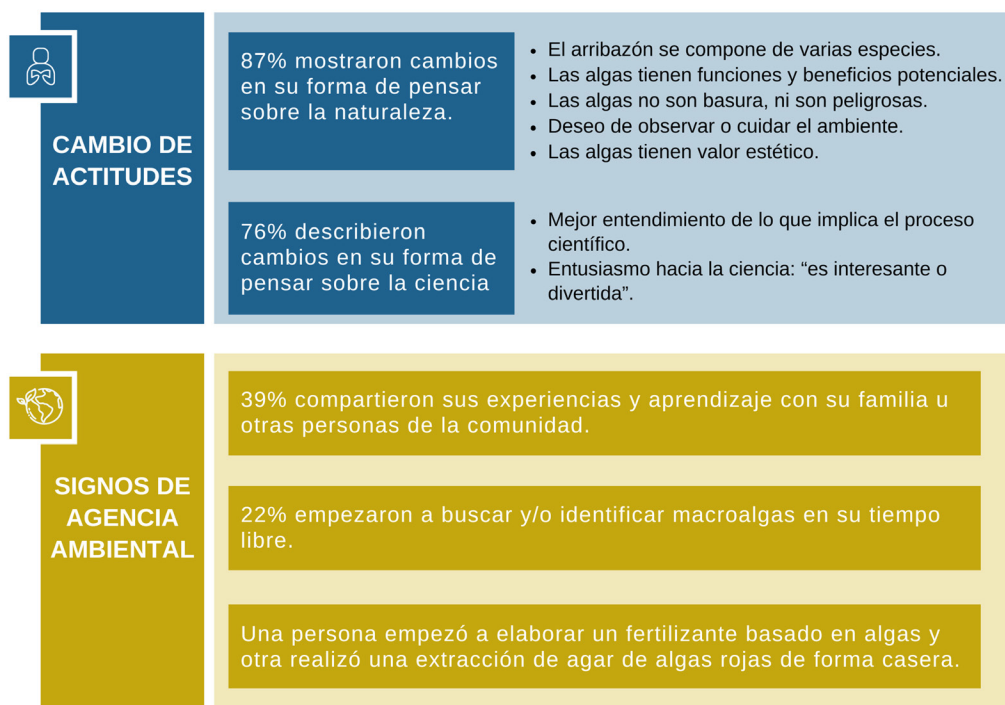 CAMBIO DE
ACTITUDES
87% mostraron cambios
en su forma de pensar
sobre la naturaleza.
• El arribazón se compone de varias especies.
• Las algas tienen funciones y beneficios potenciales.
• Las algas no son basura, ni son peligrosas.
• Deseo de observar o cuidar el ambiente.
• Las algas tienen valor estético.
76% describieron
cambios en su forma de
pensar sobre la ciencia
• Mejor entendimiento de lo que implica el proceso
científico.
• Entusiasmo hacia la ciencia: “es interesante o
divertida”.
SIGNOS DE
AGENCIA
AMBIENTAL
39% compartieron sus experiencias y aprendizaje con su familia u
otras personas de la comunidad.
22% empezaron a buscar y/o identificar macroalgas en su tiempo
libre.
Una persona empezó a elaborar un fertilizante basado en algas y
otra realizó una extracción de agar de algas rojas de forma casera.